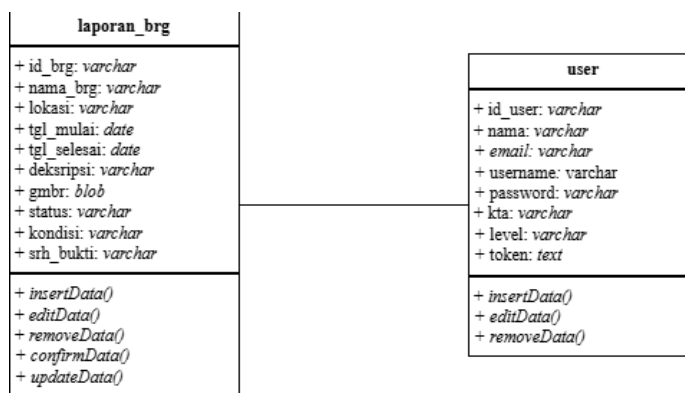 laporan_brg
+ id_brg: varchar
+ nama_brg: varchar
+ lokasi: varchar
+ tgl_mulai: date
+ tgl_selesai: date
+ deksripsi: varchar
+ gmbr: blob
+ status: varchar
+ kondisi: varchar
+ srh_bukti: varchar
+ insertData()
+ editData()
+ removeData()
+ confirmData()
+ updateData()
user
+ id_user: varchar
+ nama: varchar
+ email: varchar
+ username: varchar
+ password: varchar
+ kta: varchar
+ level: varchar
+ token: text
+ insertData()
+ editData()
+ removeData()